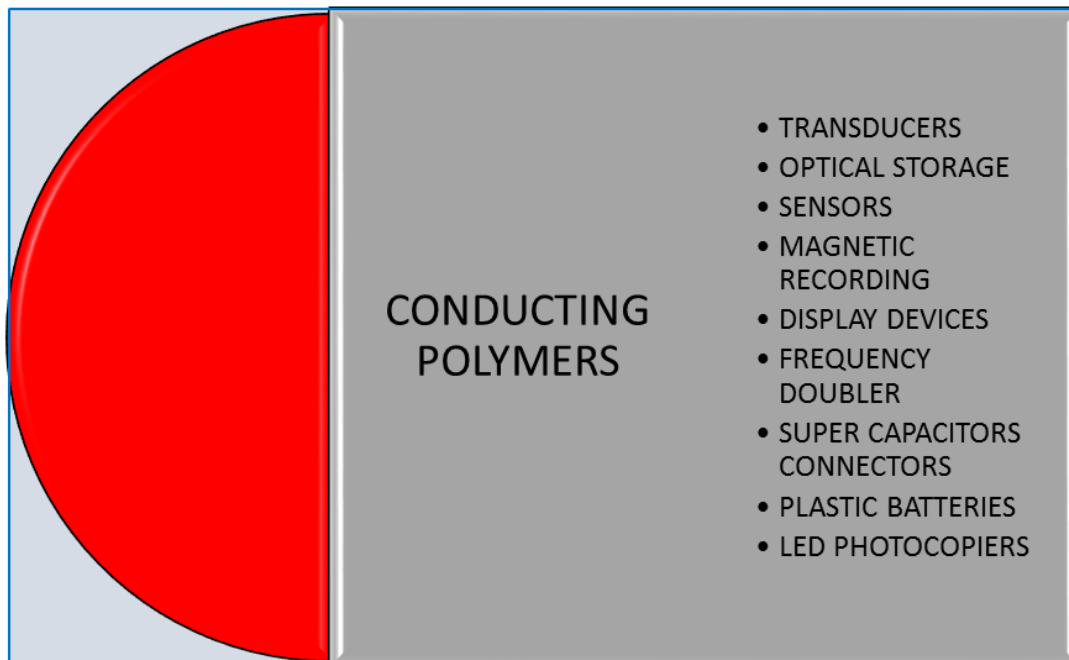 CONDUCTING
POLYMERS
• TRANSDUCERS
• OPTICAL STORAGE
• SENSORS
• MAGNETIC
RECORDING
• DISPLAY DEVICES
• FREQUENCY
DOUBLER
• SUPER CAPACITORS
CONNECTORS
• PLASTIC BATTERIES
• LED PHOTOCOPIERS